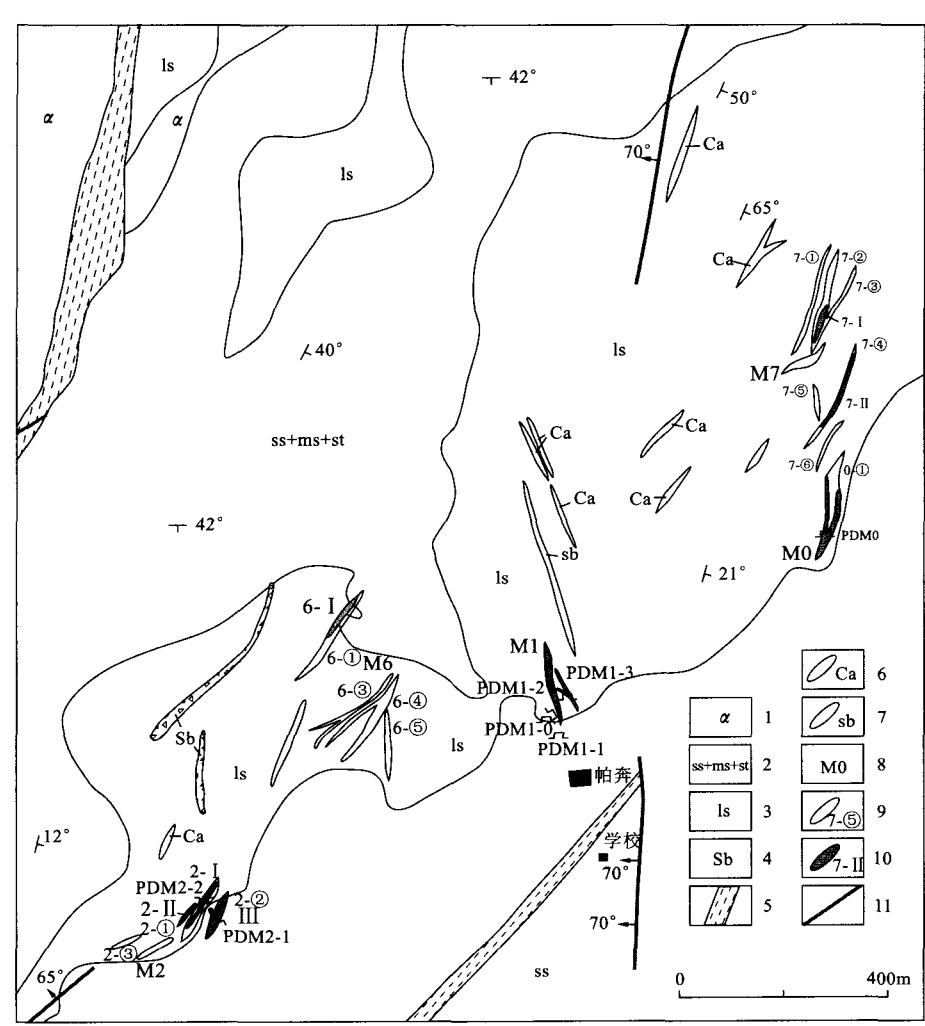 ls
42°
α
α
50°
Ca
70°
ls
65°
Ca
7-①
7-②
7-③
7-Ⅰ
ls
40°
7-④
M7
7-⑤
7-Ⅱ
Ca
Ca
ss+ms+st
7-⑥
0-①
Ca
Ca
42°
PDM0
M0
sb
ls
21°
6-Ⅰ
M1
6-①
M6
PDM1-3
6-③
PDM1-2
6-④
6-⑤
PDM1-0
Sb
ls
PDM1-1
ls
帕奔
12°
Ca
学校
70°
2-Ⅰ
PDM2-2
2-②
2-Ⅱ
III
70°
2-①
PDM2-1
2-③
M2
65°
ss
α 1
ss+ms+st 2
ls 3
Sb 4
5
Ca 6
sb 7
M0 8
7-⑤ 9
7-Ⅱ 10
11
0 400m